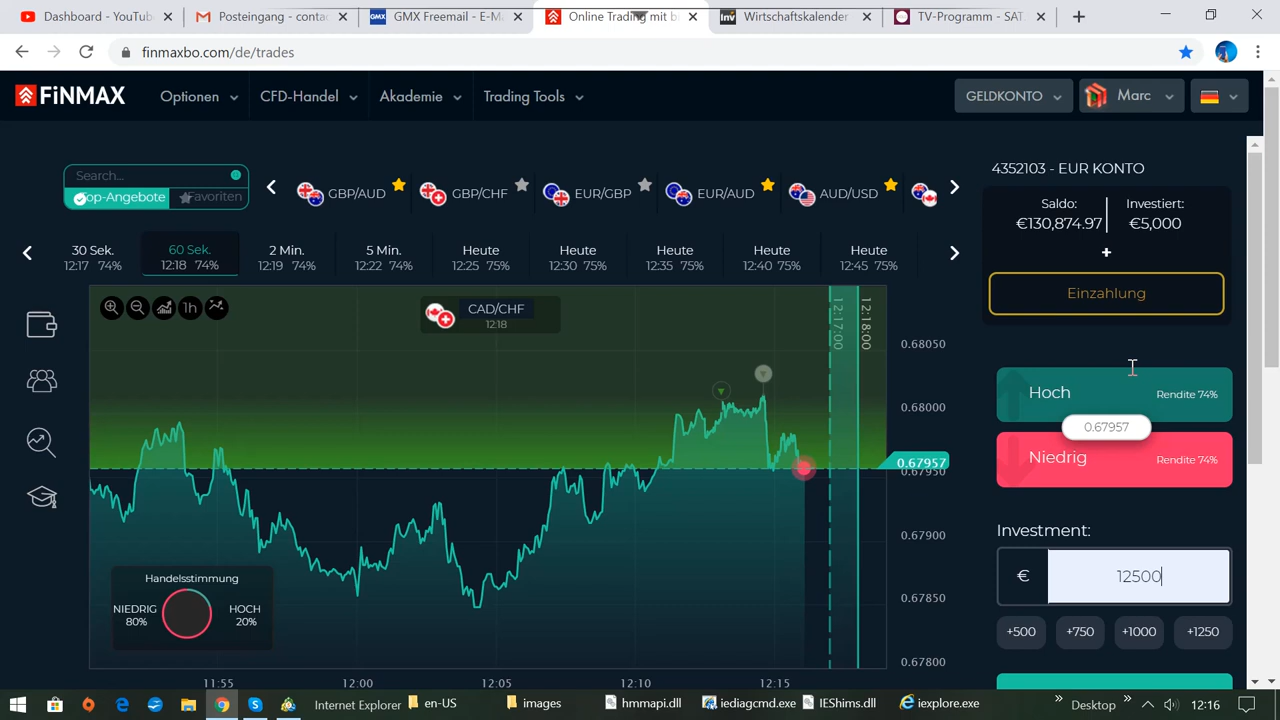 Dashboard - YouTube
Posteingang - conta
GMX Freemail - E-M
Online Trading mit b
Wirtschaftskalender
TV-Programm - SAT.
finmaxbo.com/de/trades
FiNMAX
Optionen
CFD-Handel
Akademie
Trading Tools
GELDKONTO
Marc
Search...
Top-Angebote
Favoriten
GBP/AUD
GBP/CHF
EUR/GBP
EUR/AUD
AUD/USD
4352103 - EUR KONTO
Saldo:
€130,874.97
Investiert:
€5,000
+
Einzahlung
30 Sek.
12:17 74%
60 Sek.
12:18 74%
2 Min.
12:19 74%
5 Min.
12:22 74%
Heute
12:25 75%
Heute
12:30 75%
Heute
12:35 75%
Heute
12:40 75%
Heute
12:45 75%
1h
CAD/CHF
12:18
12:17:00
12:18:00
0.68050
0.68000
0.67957
0.67950
0.67900
0.67850
0.67800
Handelsstimmung
NIEDRIG
80%
HOCH
20%
11:55
12:00
12:05
12:10
12:15
Hoch
Rendite 74%
0.67957
Niedrig
Rendite 74%
Investment:
€
12500
+500
+750
+1000
+1250
Internet Explorer
en-US
images
hmmapi.dll
iediagcmd.exe
IEShims.dll
iexplore.exe
Desktop
12:16